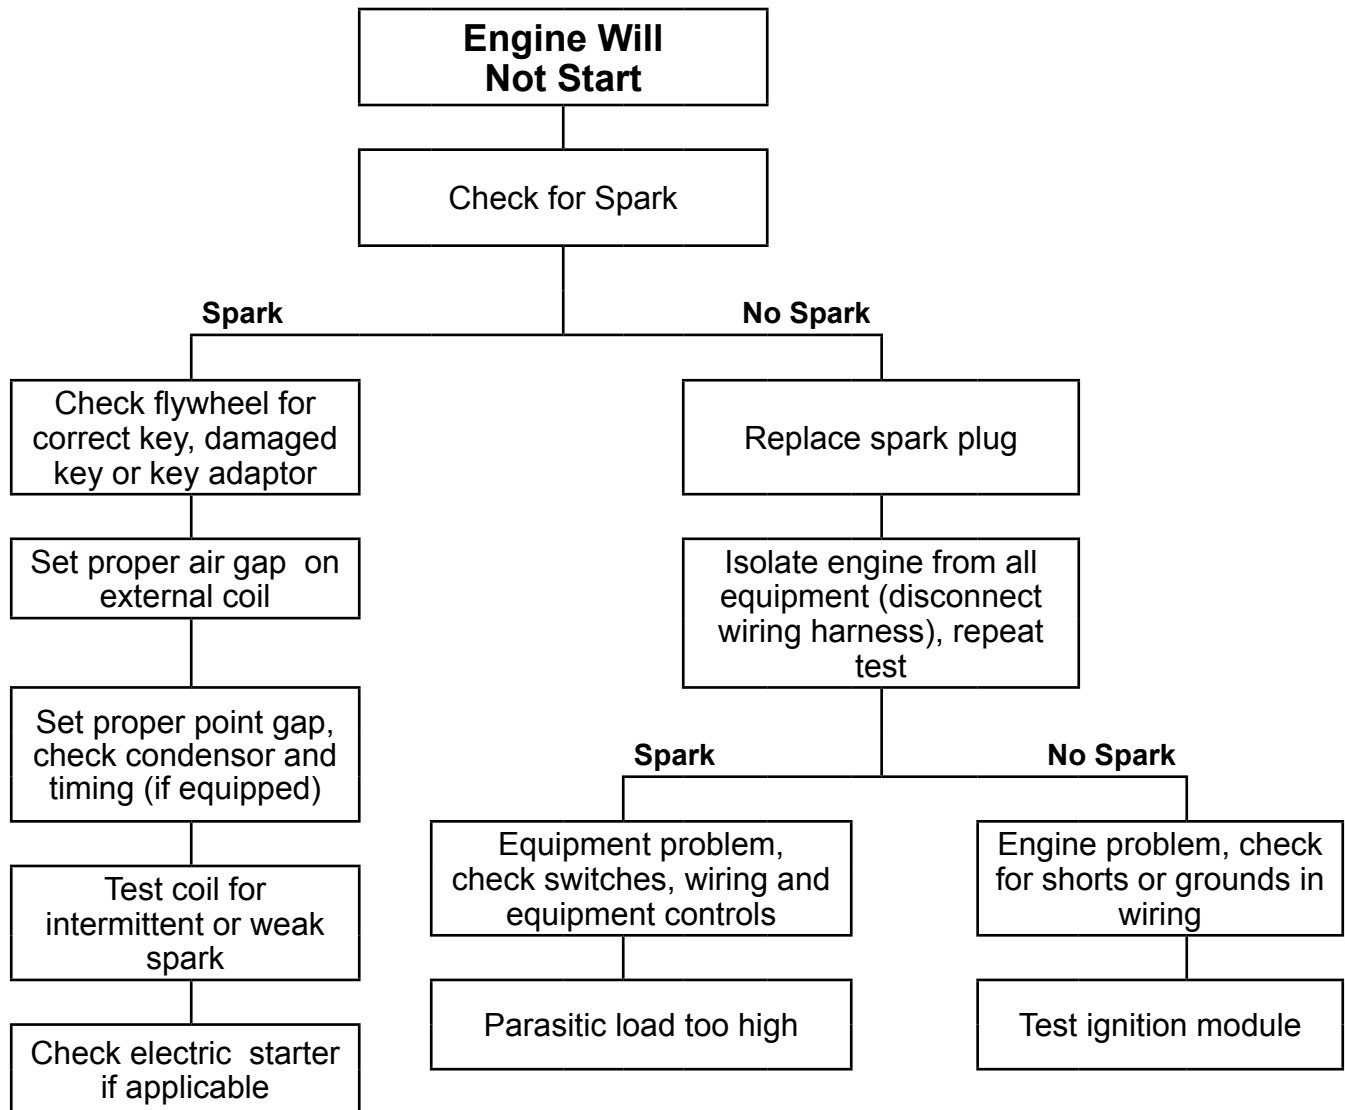 Engine Will
Not Start
Check for Spark
Spark
No Spark
Check flywheel for
correct key, damaged
key or key adaptor
Set proper air gap on
external coil
Set proper point gap,
check condensor and
timing (if equipped)
Test coil for
intermittent or weak
spark
Check electric starter
if applicable
Replace spark plug
Isolate engine from all
equipment (disconnect
wiring harness), repeat
test
Spark
No Spark
Equipment problem,
check switches, wiring and
equipment controls
Parasitic load too high
Engine problem, check
for shorts or grounds in
wiring
Test ignition module